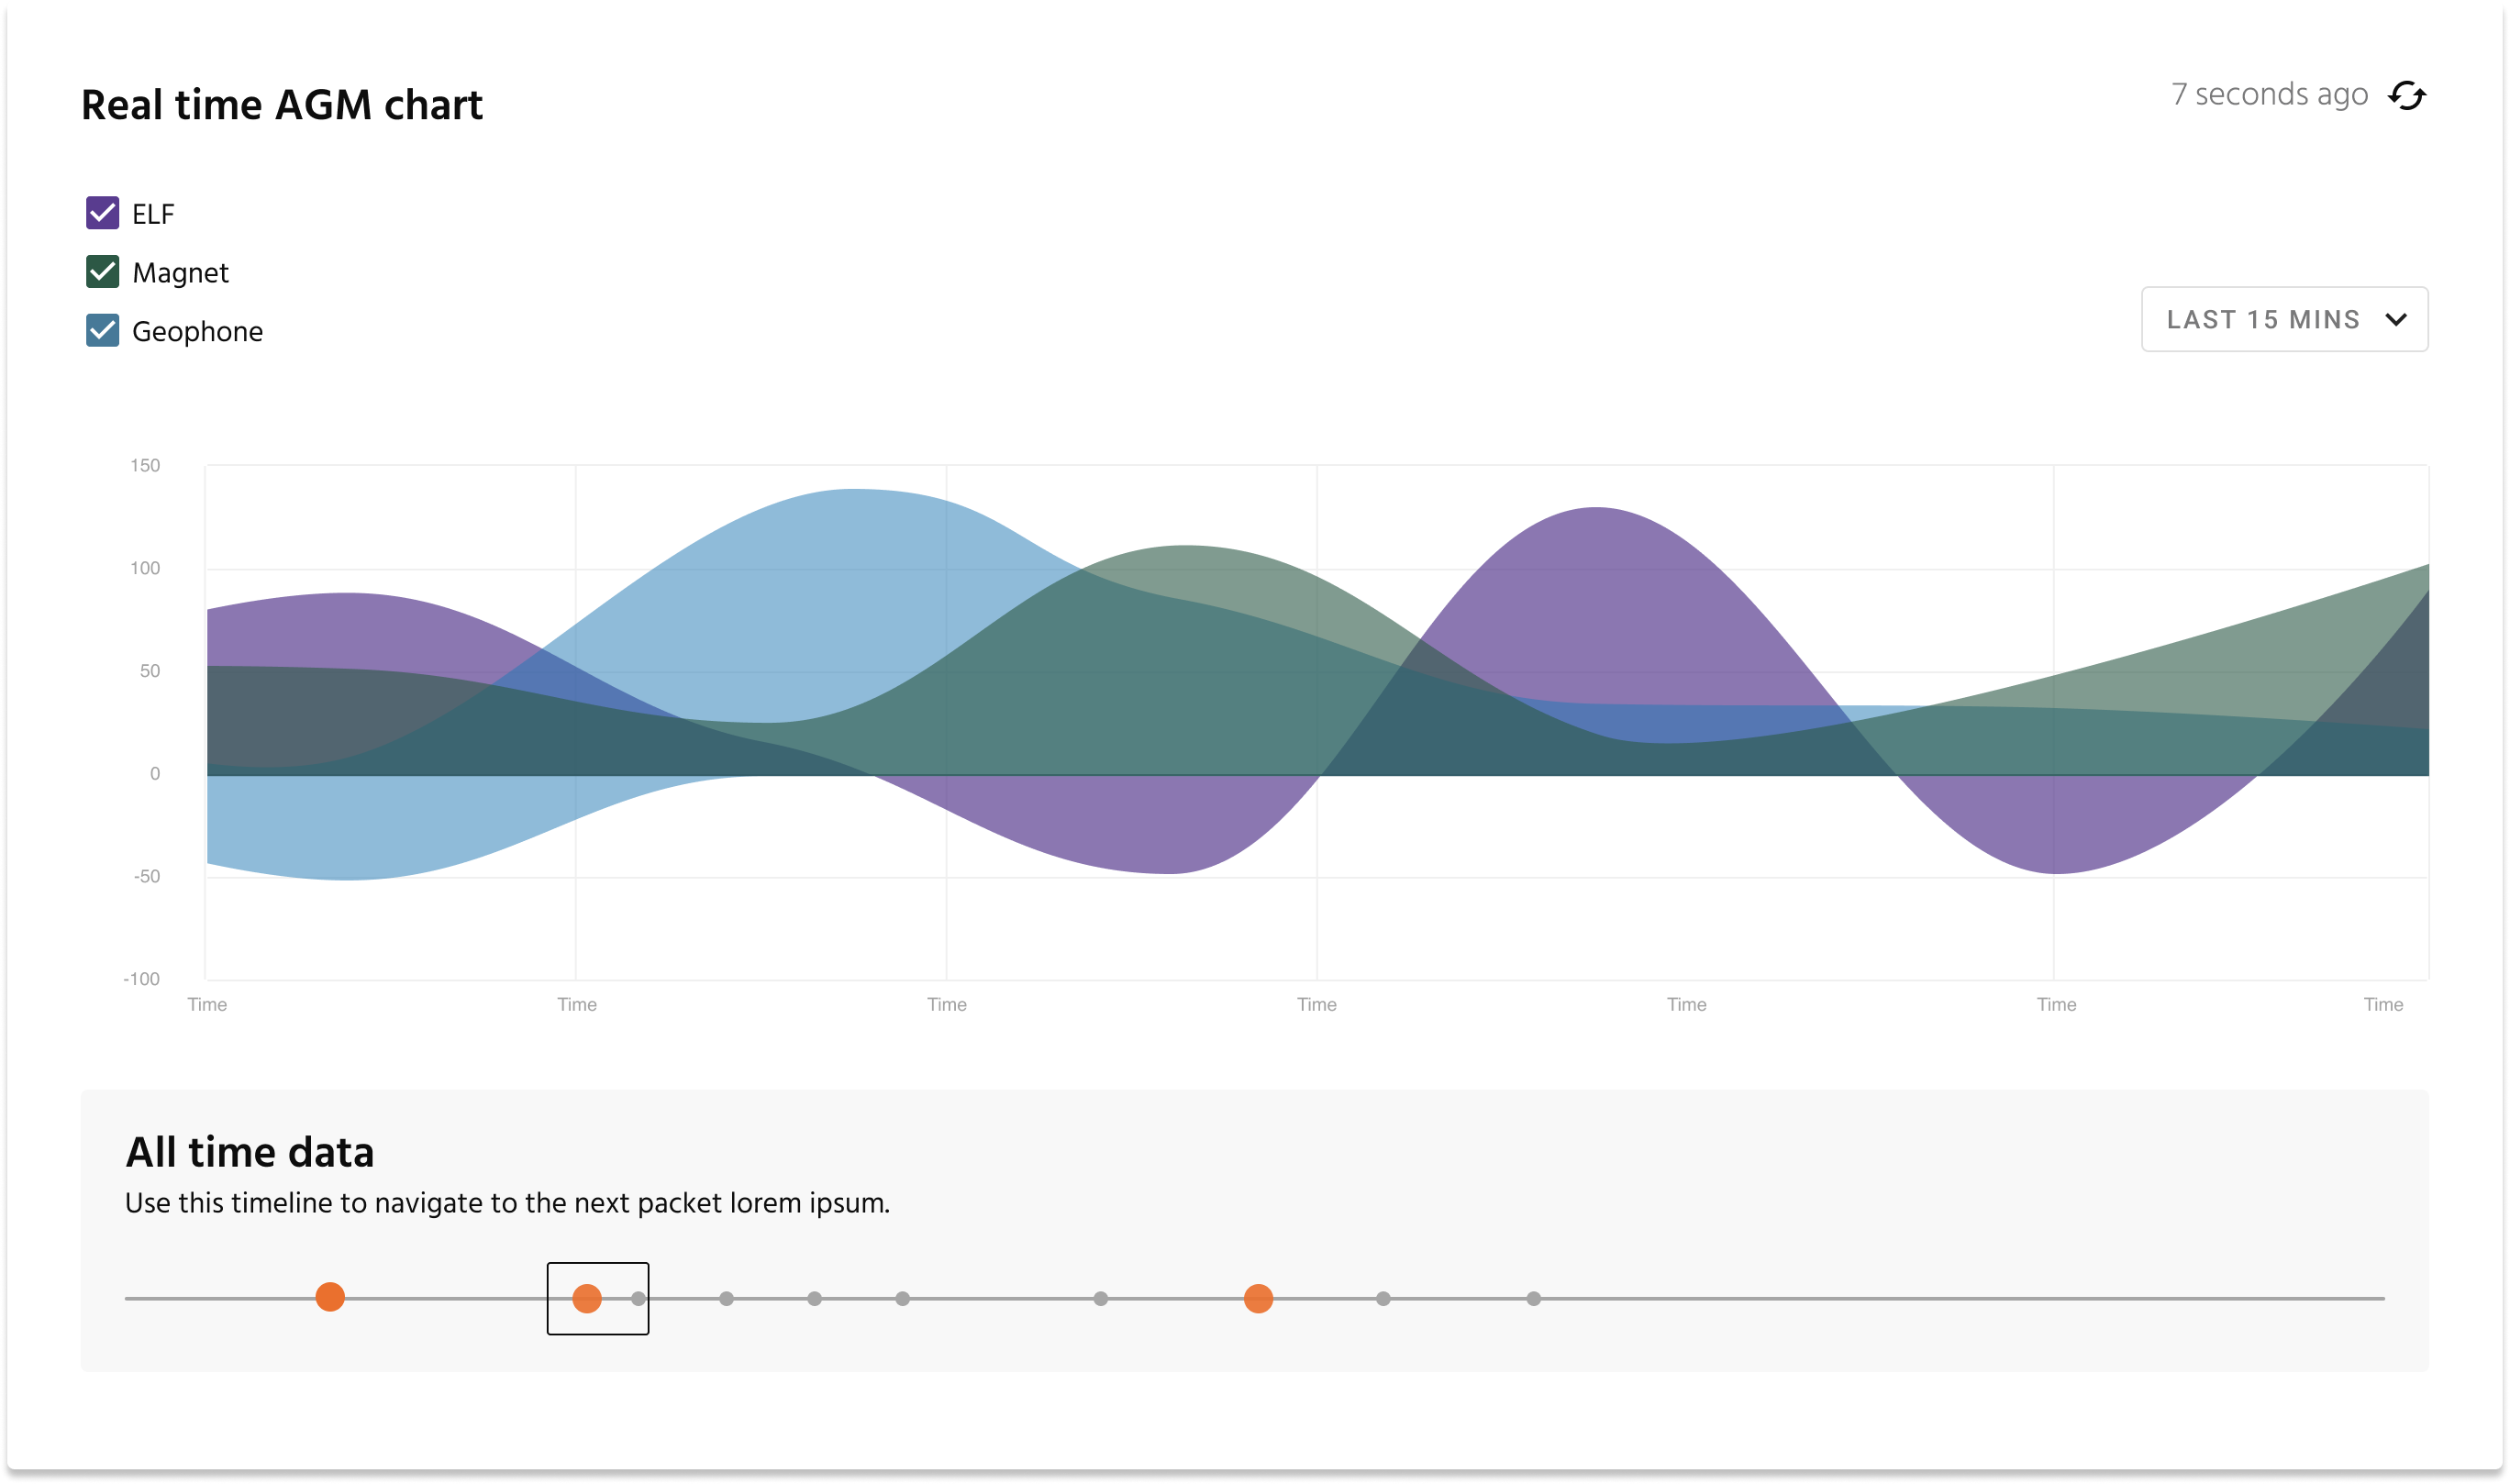 Real time AGM chart
7 seconds ago
ELF
Magnet
Geophone
LAST 15 MINS
150
100
50
0
-50
-100
Time Time Time Time Time Time Time
All time data
Use this timeline to navigate to the next packet lorem ipsum.